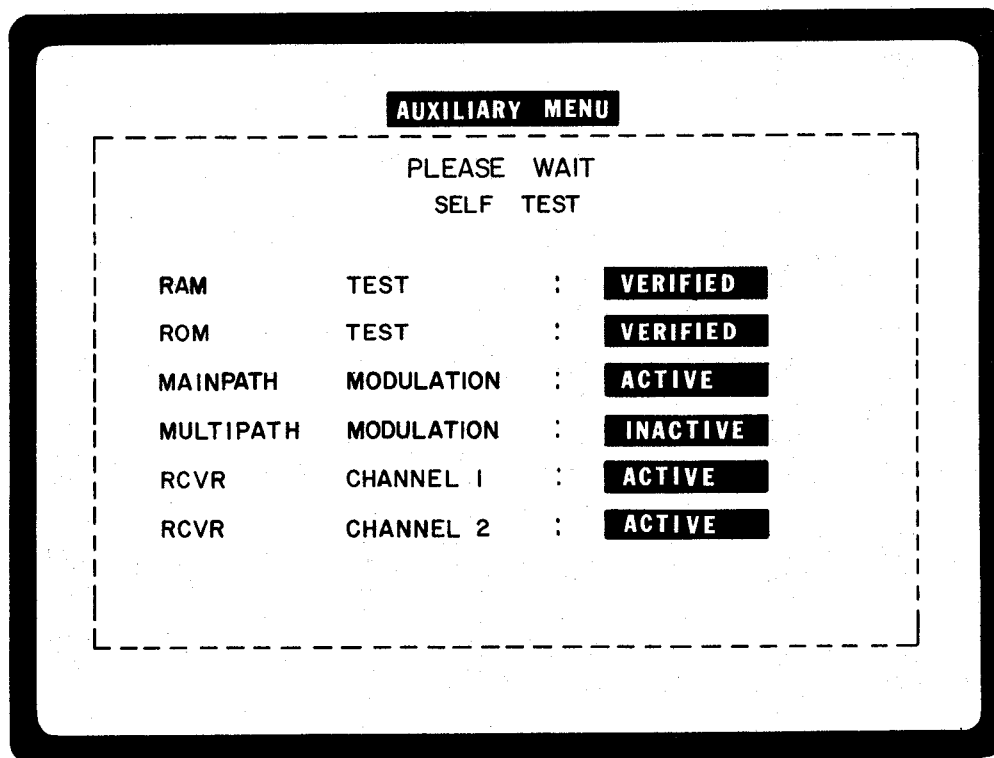 AUXILIARY MENU
PLEASE WAIT
SELF TEST
RAM TEST : VERIFIED
ROM TEST : VERIFIED
MAINPATH MODULATION : ACTIVE
MULTIPATH MODULATION : INACTIVE
RCVR CHANNEL 1 : ACTIVE
RCVR CHANNEL 2 : ACTIVE